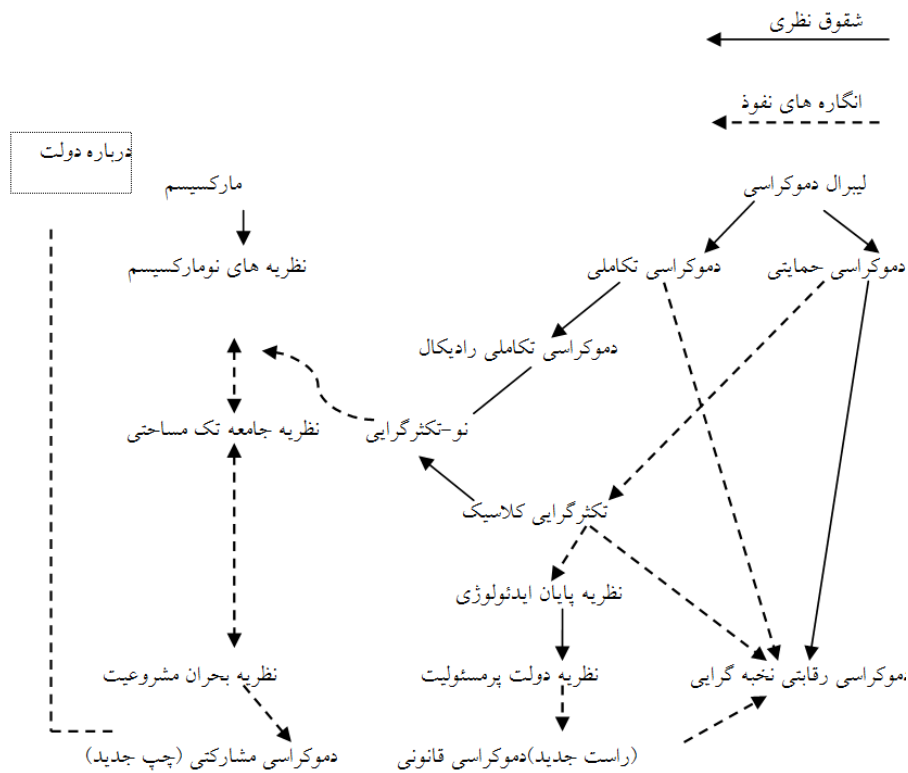 شقوق نظری
انگاره های نفوذ
درباره دولت
لیبرال دموکراسی
مارکسیسم
دموکراسی حمایتی
دموکراسی تکاملی
نظریه های نومارکسیسم
دموکراسی تکاملی رادیکال
نو-تکثرگرایی
نظریه جامعه تک مساحتی
تکثرگرایی کلاسیک
نظریه پایان ایدئولوژی
دموکراسی رقابتی نخبه گرایی
نظریه دولت پرمسئولیت
نظریه بحران مشروعیت
(راست جدید)دموکراسی قانونی
دموکراسی مشارکتی (چپ جدید)